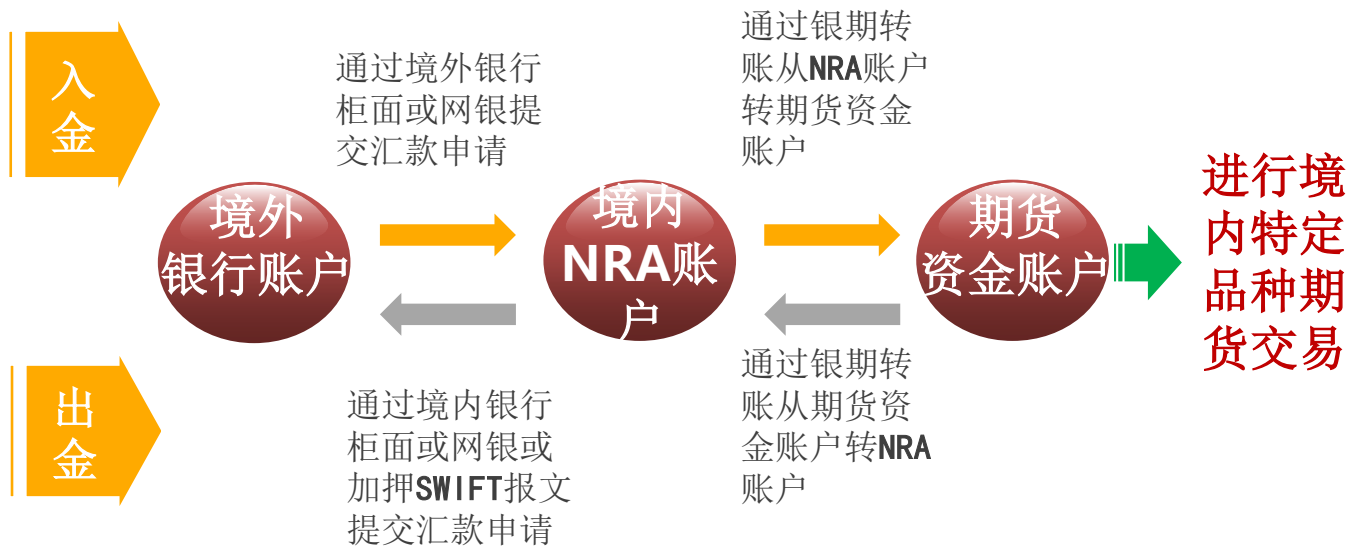 入
金
通过境外银行
柜面或网银提
交汇款申请
通过银期转
账从NRA账户
转期货资金
账户
境外
银行账户
境内
NRA账
户
期货
资金账户
进行境
内特定
品种期
货交易
出
金
通过境内银行
柜面或网银或
加押SWIFT报文
提交汇款申请
通过银期转
账从期货资
金账户转NRA
账户